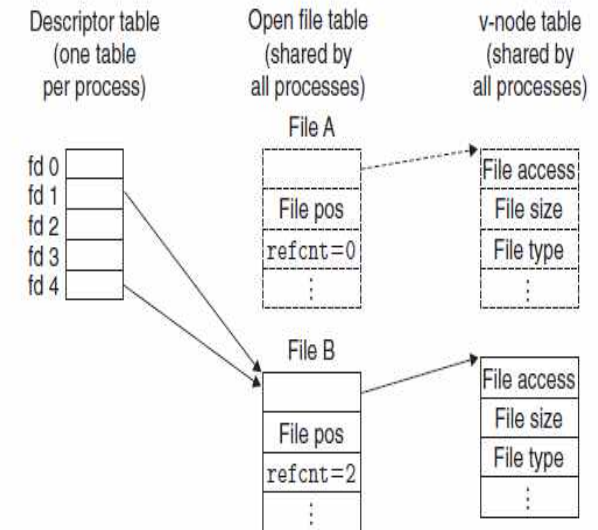 Descriptor table
(one table
per process)
Open file table
(shared by
all processes)
v-node table
(shared by
all processes)
fd 0
fd 1
fd 2
fd 3
fd 4
File A
File pos
refcnt=0
⋮
File access
File size
File type
⋮
File B
File pos
refcnt=2
⋮
File access
File size
File type
⋮